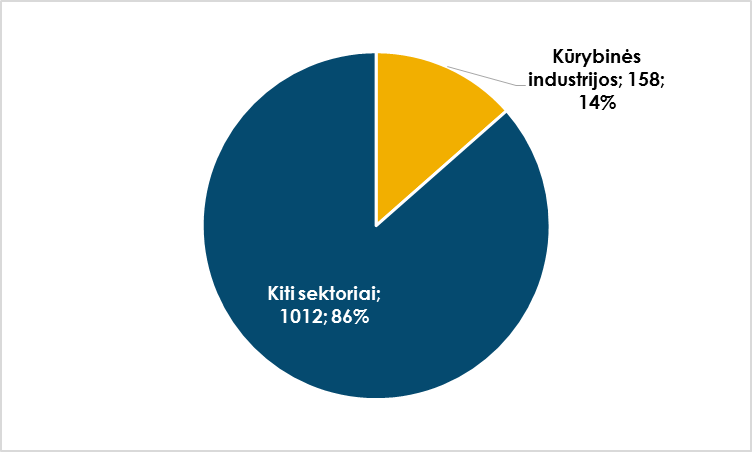 Kūrybinės
industrijos; 158;
14%
Kiti sektoriai;
1012; 86%